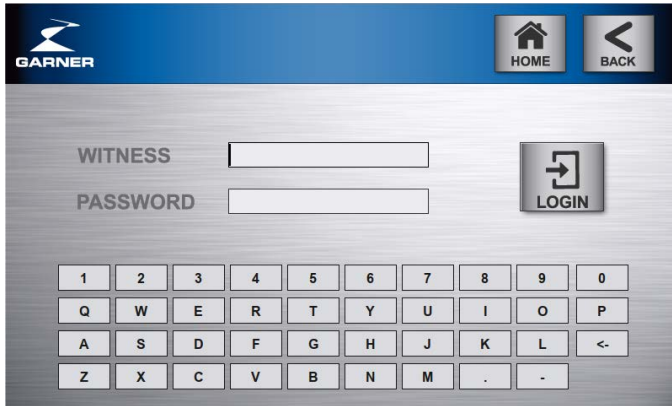 GARNER
HOME
BACK
WITNESS
PASSWORD
LOGIN
1 2 3 4 5 6 7 8 9 0
Q W E R T Y U I O P
A S D F G H J K L <-
Z X C V B N M . -